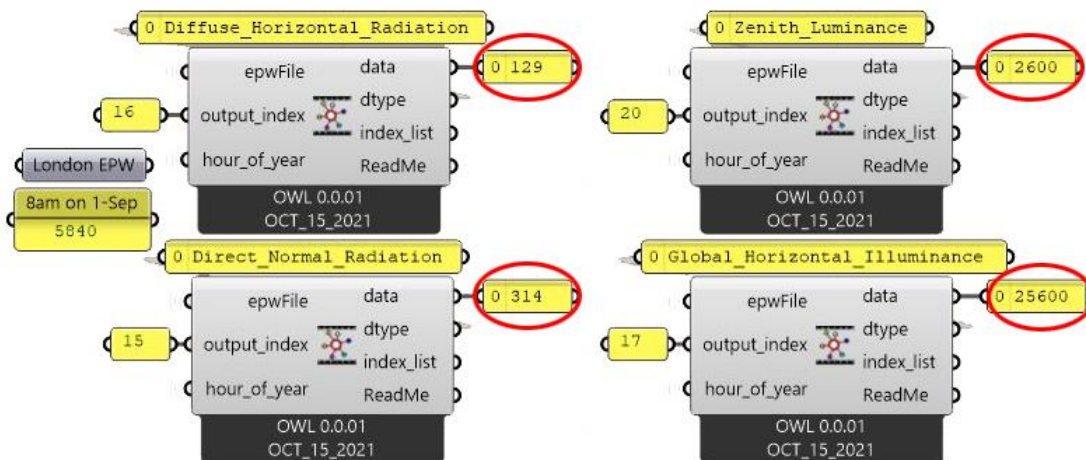 0 Diffuse_Horizontal_Radiation
epwFile
data
0 129
dtype
16
output_index
index_list
hour_of_year
ReadMe
OWL 0.0.01
OCT_15_2021
0 Zenith_Luminance
epwFile
data
0 2600
dtype
20
output_index
index_list
hour_of_year
ReadMe
OWL 0.0.01
OCT_15_2021
London EPW
8am on 1-Sep
5840
0 Direct_Normal_Radiation
epwFile
data
0 314
dtype
15
output_index
index_list
hour_of_year
ReadMe
OWL 0.0.01
OCT_15_2021
0 Global_Horizontal_Illuminance
epwFile
data
0 25600
dtype
17
output_index
index_list
hour_of_year
ReadMe
OWL 0.0.01
OCT_15_2021